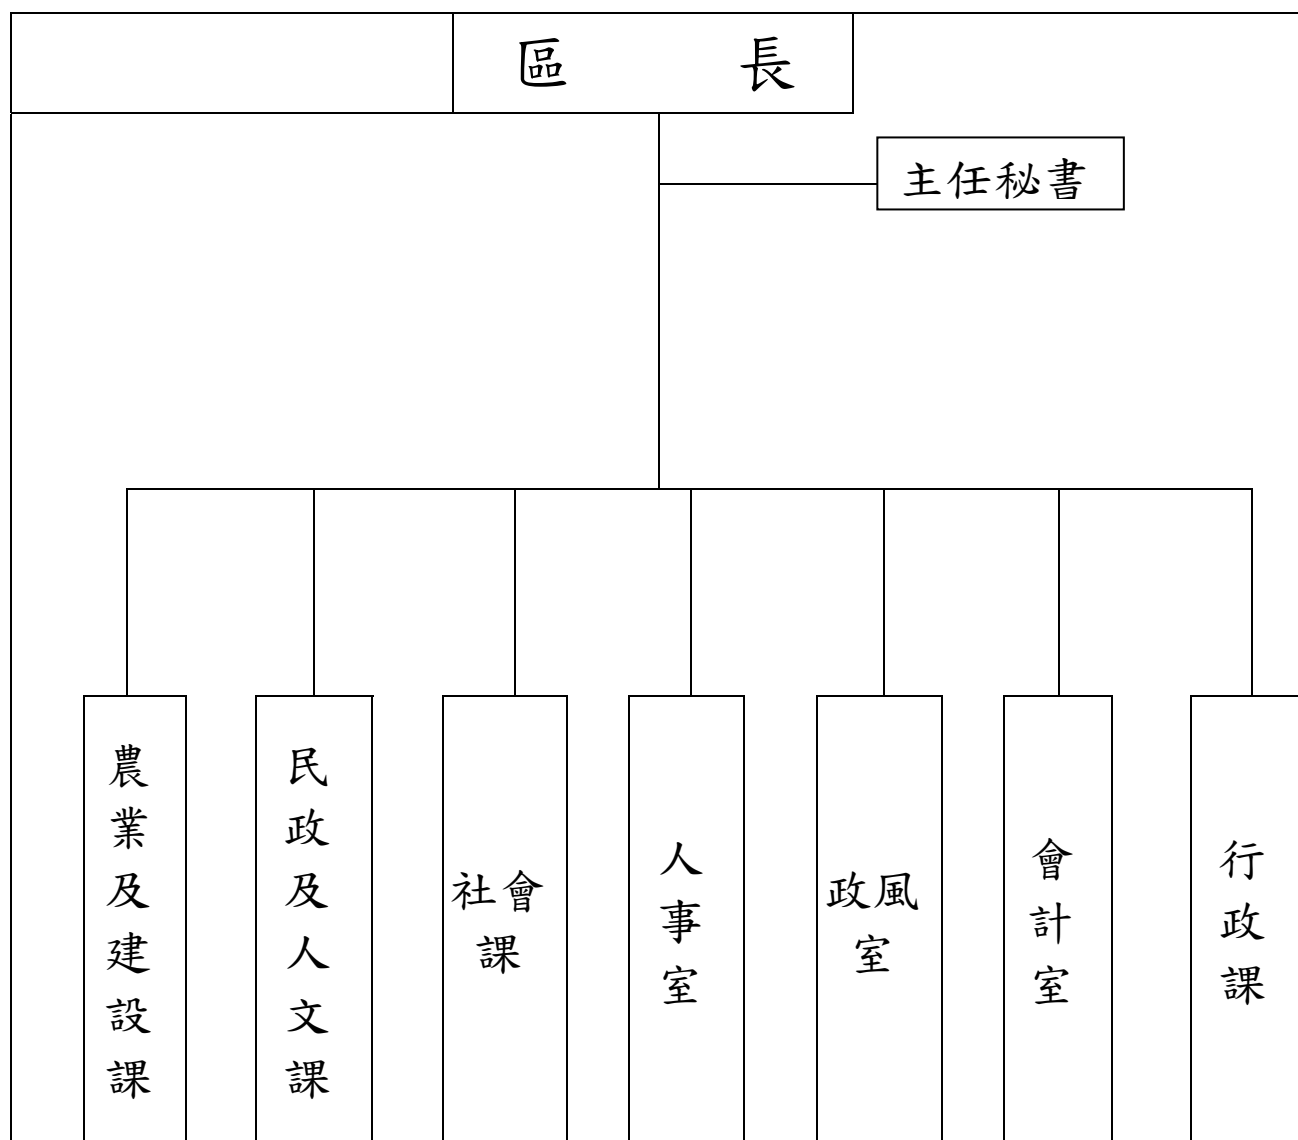 區 長
主任秘書
農業及建設課
民政及人文課
社會
課
人事室
政風
室
會計室
行政課